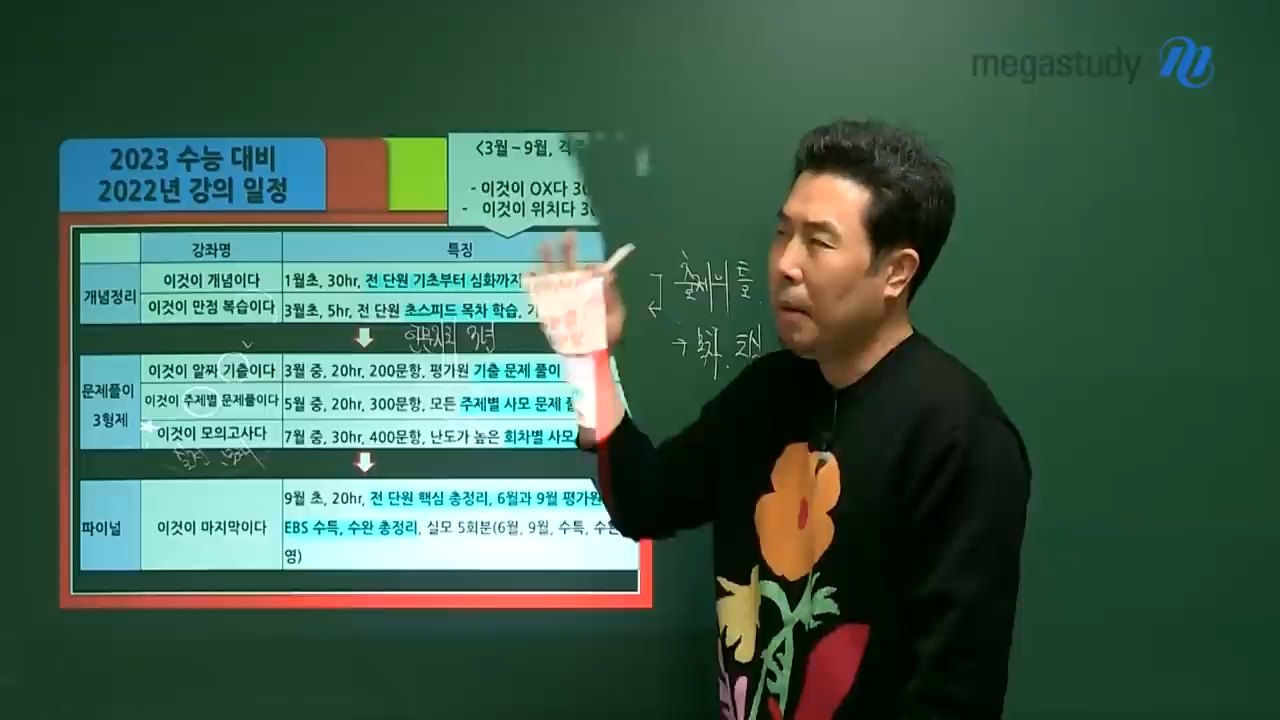 megastudy
2023 수능 대비
2022년 강의 일정
<3월~9월,
- 이것이 OX다
- 이것이 위치다
강좌명 특징
개념정리
이것이 개념이다 1월초, 30hr, 전 단원 기초부터 심화까지
이것이 만점 복습이다 3월초, 5hr, 전 단원 초스피드 목차 학습,
문제풀이
3형제
이것이 알짜 기출이다 3월 중, 20hr, 200문항, 평가원 기출 문제 풀이
이것이 주제별 문제풀이다 5월 중, 20hr, 300문항, 모든 주제별 사모 문제
이것이 모의고사다 7월 중, 30hr, 400문항, 난도가 높은 회차별 사모
파이널
이것이 마지막이다
9월 초, 20hr, 전 단원 핵심 총정리, 6월과 9월 평가원
EBS 수특, 수완 총정리, 실모 5회분(6월, 9월, 수특, 수완
영)